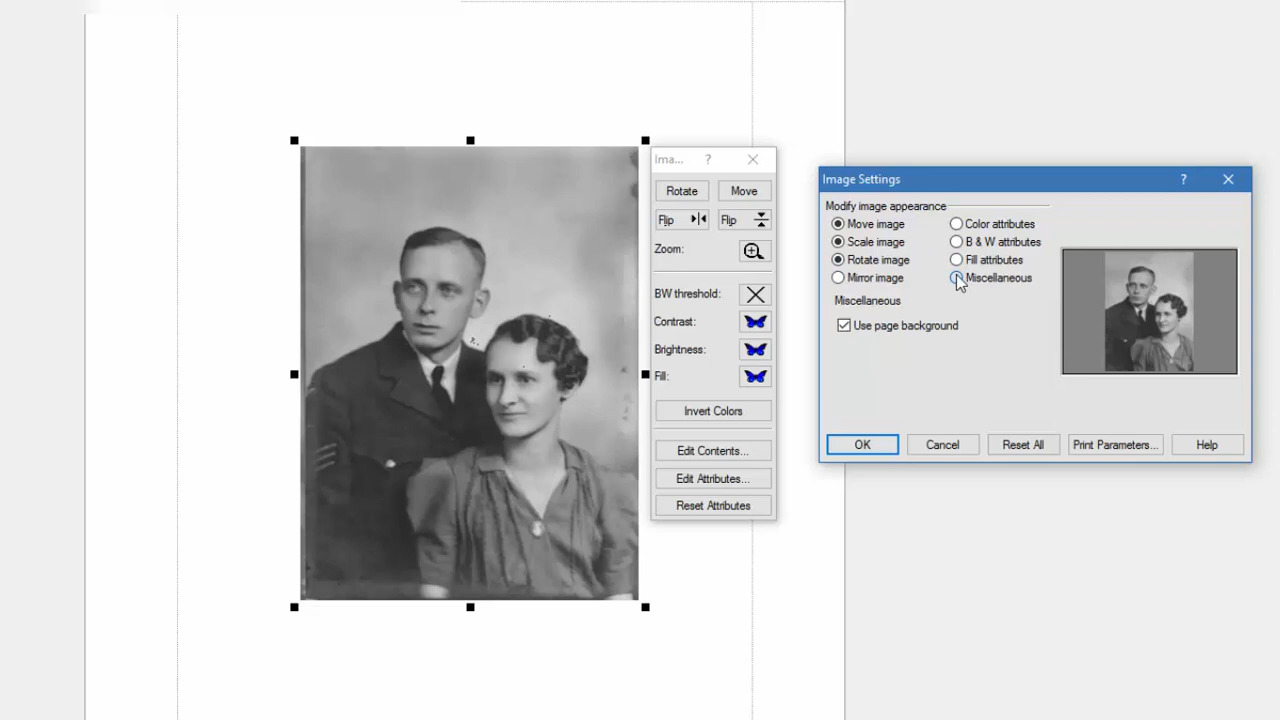 Ima... ?
Rotate Move
Flip Flip
Zoom:
BW threshold:
Contrast:
Brightness:
Fill:
Invert Colors
Edit Contents...
Edit Attributes...
Reset Attributes
Image Settings ?
Modify image appearance
Move image Color attributes
Scale image B & W attributes
Rotate image Fill attributes
Mirror image Miscellaneous
Miscellaneous
Use page background
OK Cancel Reset All Print Parameters... Help